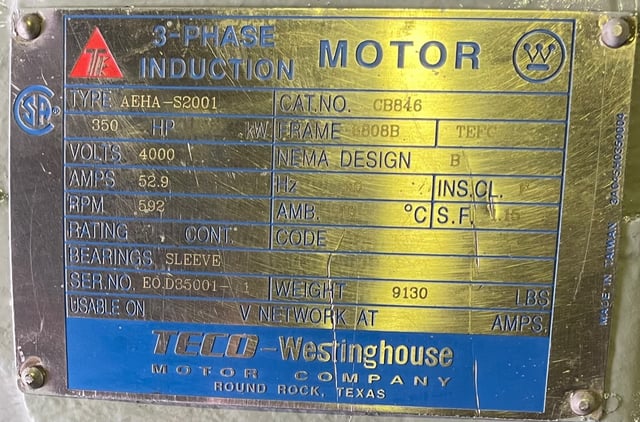 3-PHASE
INDUCTION MOTOR
TYPE AEHA-S2001 CAT.NO. CB846
350 HP kW FRAME 8808B TEFC
VOLTS 4000 NEMA DESIGN B
AMPS 52.9 Hz INS.CL.
RPM 592 AMB. °C S.F.
RATING CONT. CODE
BEARINGS SLEEVE
SER.NO. WEIGHT 9130 LBS
USABLE ON V NETWORK AT AMPS.
TECO-Westinghouse
MOTOR COMPANY
ROUND ROCK, TEXAS
MADE IN TAIWAN